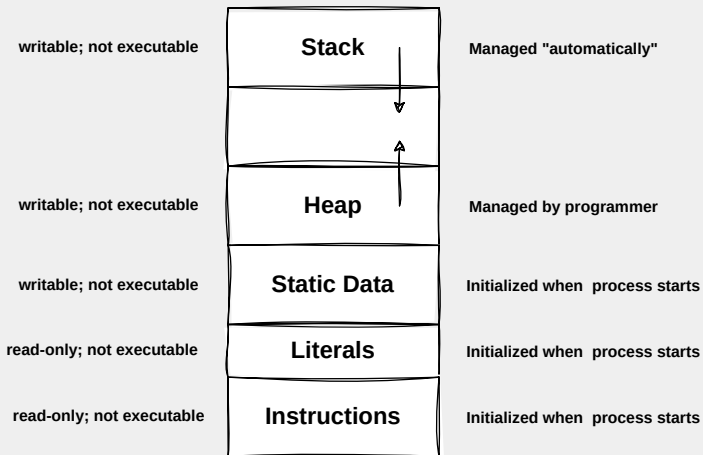 writable; not executable Stack Managed "automatically"
writable; not executable Heap Managed by programmer
writable; not executable Static Data Initialized when process starts
read-only; not executable Literals Initialized when process starts
read-only; not executable Instructions Initialized when process starts